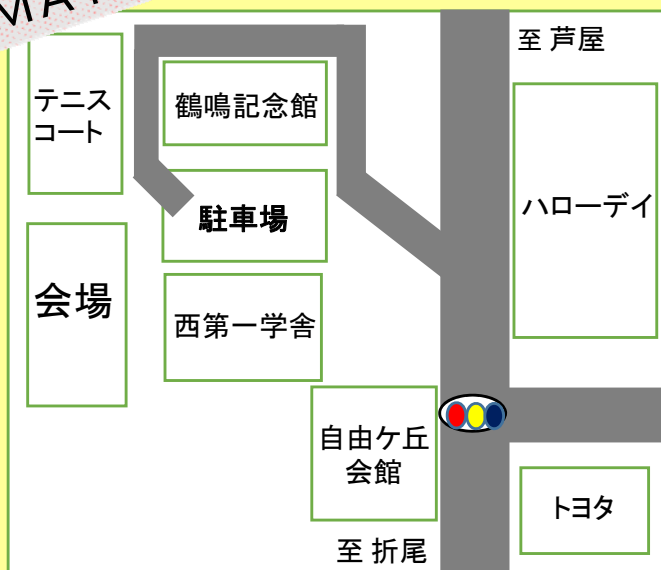 MA
至 芦屋
テニス
コート
鶴鳴記念館
ハローデイ
駐車場
会場
西第一学舎
自由ケ丘
会館
トヨタ
至 折尾